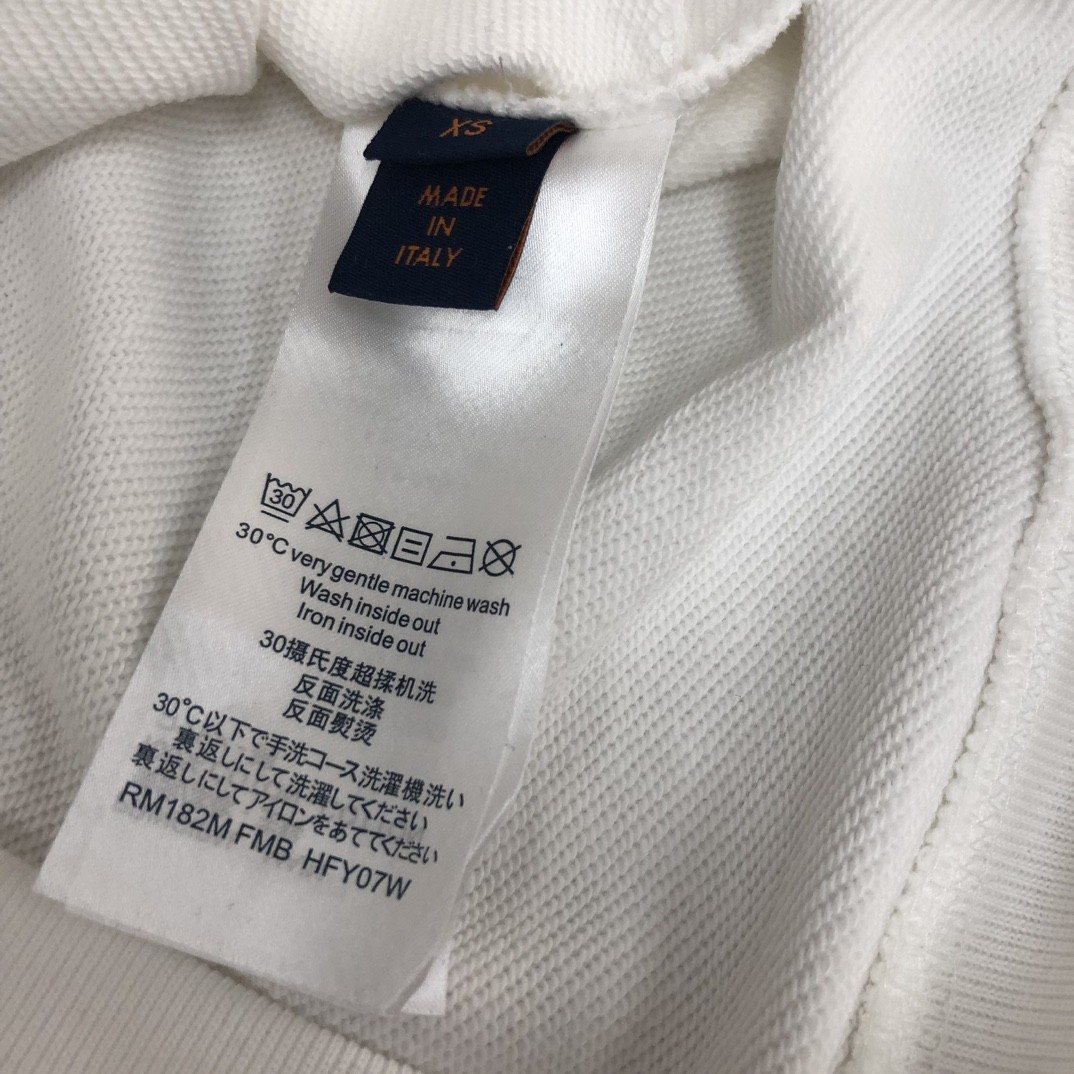 XS
MADE
IN
ITALY
30
30°C very gentle machine wash
Wash inside out
Iron inside out
30摄氏度超揉机洗
反面洗涤
反面熨烫
30°C以下で手洗コース洗濯機洗い
裏返しにして洗濯してください
裏返しにしてアイロンをあててください
RM182M FMB HFY07W